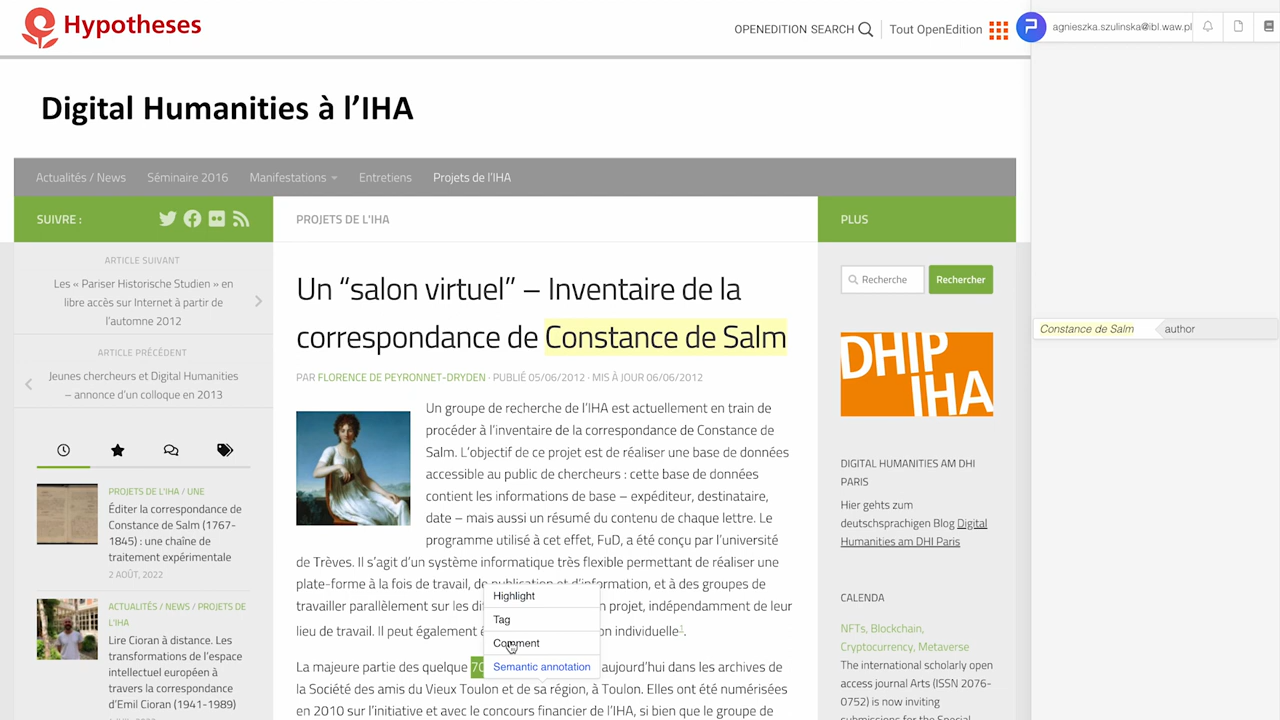 Hypotheses
OPENEDITION SEARCH
Tout OpenEdition
agnieszka.szulinska@ibl.waw.pl
Digital Humanities à l’IHA
Actualités / News
Séminaire 2016
Manifestations
Entretiens
Projets de l’IHA
SUIVRE :
ARTICLE SUIVANT
Les « Pariser Historische Studien » en
libre accès sur Internet à partir de
l’automne 2012
ARTICLE PRÉCÉDENT
Jeunes chercheurs et Digital Humanities
– annonce d’un colloque en 2013
PROJETS DE L'IHA / UNE
Éditer la correspondance de
Constance de Salm (1767-
1845) : une chaîne de
traitement expérimentale
2 AOÛT, 2022
ACTUALITÉS / NEWS / PROJETS DE
L'IHA
Lire Cioran à distance. Les
transformations de l’espace
intellectuel européen à
travers la correspondance
d’Emil Cioran (1941-1989)
PROJETS DE L'IHA
Un “salon virtuel” – Inventaire de la
correspondance de Constance de Salm
PAR FLORENCE DE PEYRONNET-DRYDEN · PUBLIÉ 05/06/2012 · MIS À JOUR 06/06/2012
Un groupe de recherche de l’IHA est actuellement en train de
procéder à l’inventaire de la correspondance de Constance de
Salm. L’objectif de ce projet est de réaliser une base de données
accessible au public de chercheurs : cette base de données
contient les informations de base – expéditeur, destinataire,
date – mais aussi un résumé du contenu de chaque lettre. Le
programme utilisé à cet effet, FuD, a été conçu par l’université
de Trèves. Il s’agit d’un système informatique très flexible permettant de réaliser une
plate-forme à la fois de travail, de publication et d’information, et à des groupes de
travailler parallèlement sur les di n projet, indépendamment de leur
lieu de travail. Il peut également on individuelle1.
Highlight
Tag
Comment
Semantic annotation
La majeure partie des quelque 70 aujourd’hui dans les archives de
la Société des amis du Vieux Toulon et de sa région, à Toulon. Elles ont été numérisées
en 2010 sur l’initiative et avec le concours financier de l’IHA, si bien que le groupe de
PLUS
Recherche
Rechercher
DHIP
IHA
DIGITAL HUMANITIES AM DHI
PARIS
Hier gehts zum
deutschsprachigen Blog Digital
Humanities am DHI Paris
CALENDA
NFTs, Blockchain,
Cryptocurrency, Metaverse
The international scholarly open
access journal Arts (ISSN 2076-
0752) is now inviting
submissions for the Special
Constance de Salm
author